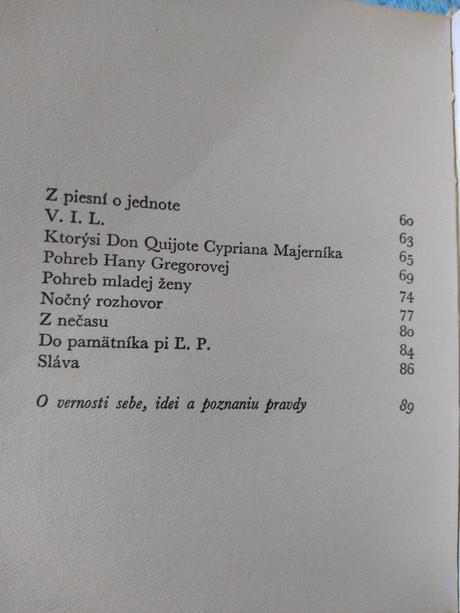 Z piesní o jednote 60
V. I. L. 63
Ktorýsi Don Quijote Cypriana Majerníka 65
Pohreb Hany Gregorovej 69
Pohreb mladej ženy 74
Nočný rozhovor 77
Z nečasu 80
Do pamätníka pi Ľ. P. 84
Sláva 86
O vernosti sebe, idei a poznaniu pravdy 89